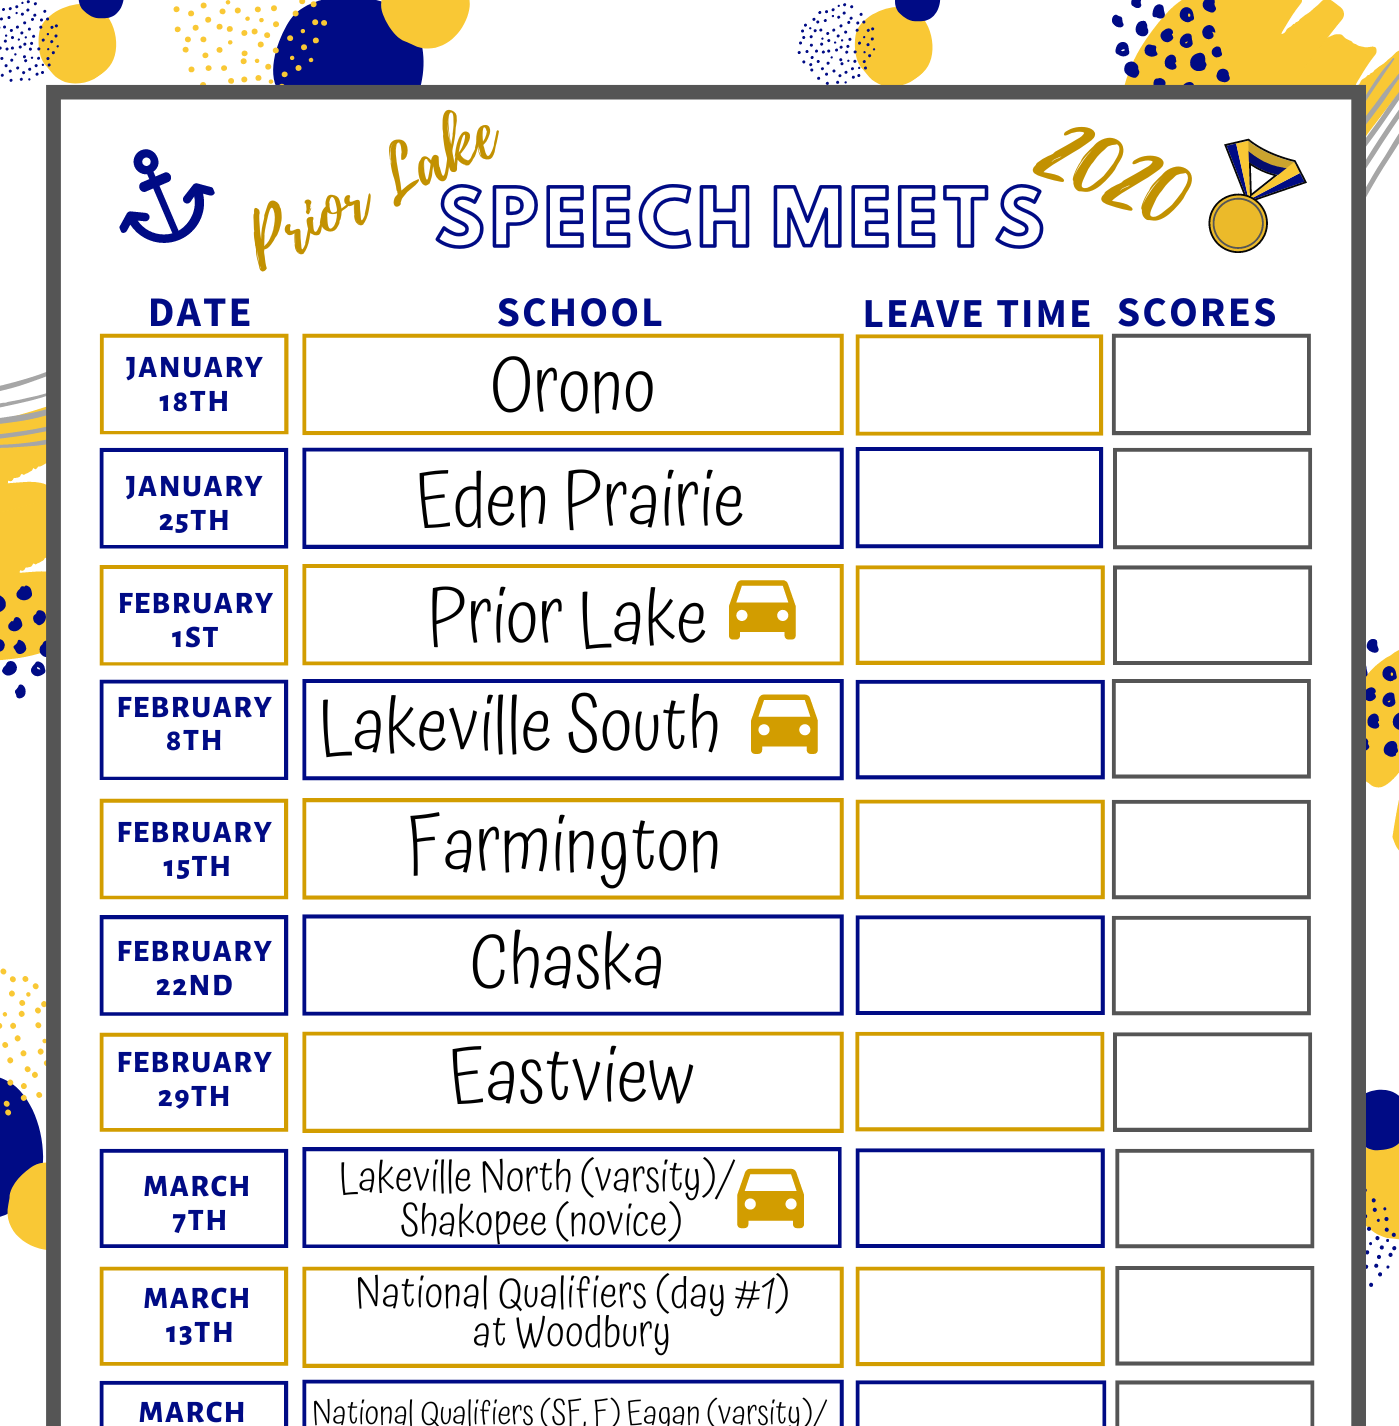 Prior Lake
SPEECH MEETS
2020
DATE SCHOOL LEAVE TIME SCORES
JANUARY
18TH
Orono
JANUARY
25TH
Eden Prairie
FEBRUARY
1ST
Prior Lake
FEBRUARY
8TH
Lakeville South
FEBRUARY
15TH
Farmington
FEBRUARY
22ND
Chaska
FEBRUARY
29TH
Eastview
MARCH
7TH
Lakeville North (varsity)/
Shakopee (novice)
MARCH
13TH
National Qualifiers (day #1)
at Woodbury
MARCH
National Qualifiers (SF, F) Eagan (varsity)/